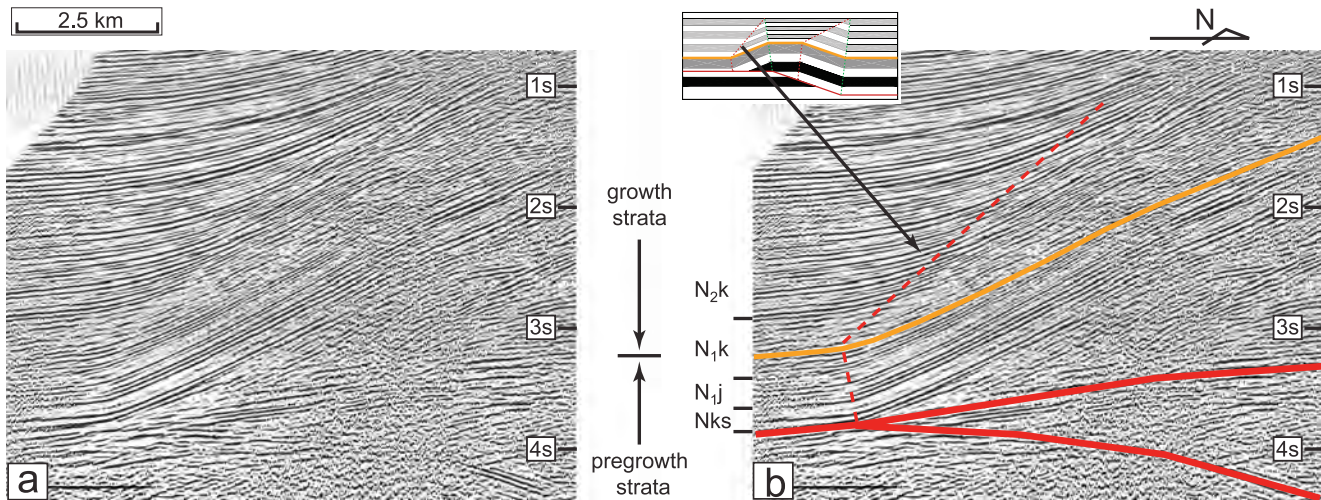 2.5 km
N
1s
1s
growth
strata
2s
2s
N₂k
3s
3s
N₁k
N₁j
Nks
pregrowth
strata
4s
4s
a
b